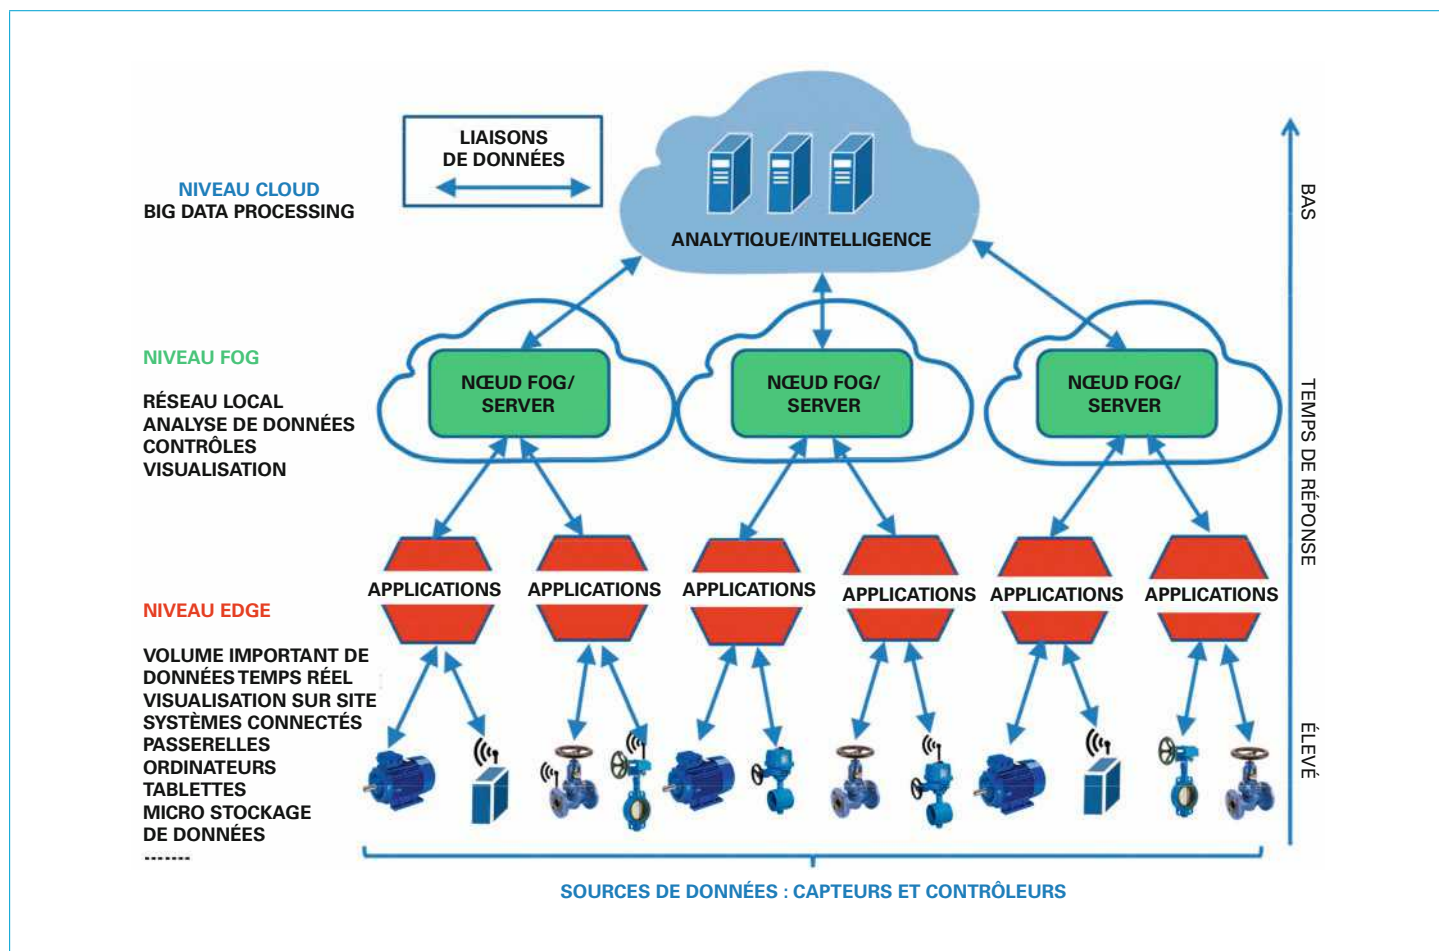 LIAISONS
DE DONNÉES
NIVEAU CLOUD
BIG DATA PROCESSING
ANALYTIQUE/INTELLIGENCE
BAS
NIVEAU FOG
RÉSEAU LOCAL
ANALYSE DE DONNÉES
CONTRÔLES
VISUALISATION
NŒUD FOG/
SERVER
NŒUD FOG/
SERVER
NŒUD FOG/
SERVER
TEMPS DE RÉPONSE
APPLICATIONS
APPLICATIONS
APPLICATIONS
APPLICATIONS
APPLICATIONS
APPLICATIONS
NIVEAU EDGE
VOLUME IMPORTANT DE
DONNÉES TEMPS RÉEL
VISUALISATION SUR SITE
SYSTÈMES CONNECTÉS
PASSERELLES
ORDINATEURS
TABLETTES
MICRO STOCKAGE
DE DONNÉES
-------
ÉLEVÉ
SOURCES DE DONNÉES : CAPTEURS ET CONTRÔLEURS